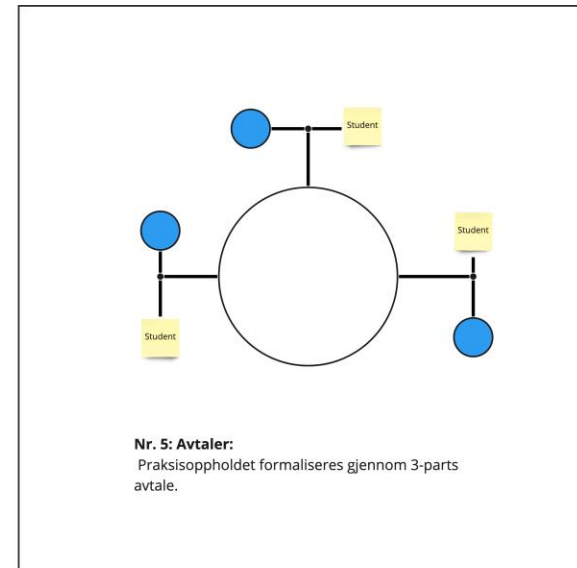 Student
Student
Student
Nr. 5: Avtaler:
Praksisoppholdet formaliseres gjennom 3-parts
avtale.